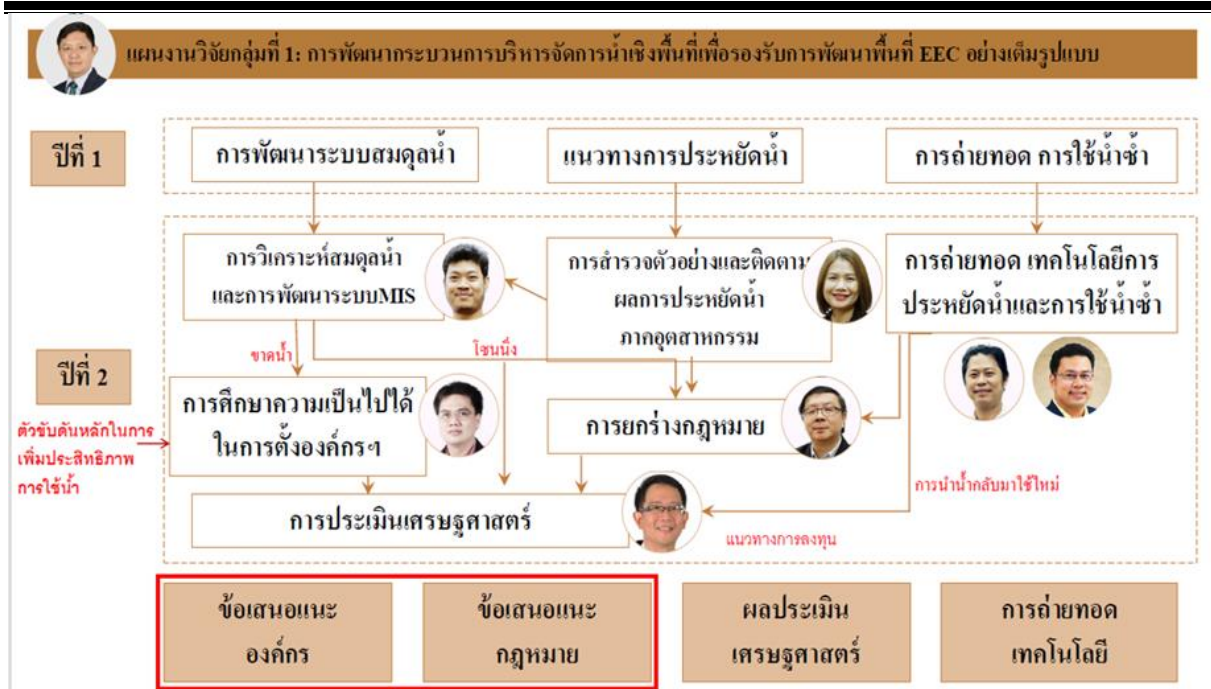 แผนงานวิจัยกลุ่มที่ 1: การพัฒนากระบวนการบริหารจัดการน้ำเชิงพื้นที่เพื่อรองรับการพัฒนาพื้นที่ EEC อย่างเต็มรูปแบบ
ปีที่ 1
การพัฒนาระบบสมดุลน้ำ
แนวทางการประหยัดน้ำ
การถ่ายทอด การใช้น้ำซ้ำ
การวิเคราะห์สมดุลน้ำ
และการพัฒนาระบบMIS
การสำรวจตัวอย่างและติดตาม
ผลการประหยัดน้ำ
ภาคอุตสาหกรรม
การถ่ายทอด เทคโนโลยีการ
ประหยัดน้ำและการใช้น้ำซ้ำ
ขาดน้ำ
โซนนิ่ง
ปีที่ 2
ตัวขับดันหลักในการ
เพิ่มประสิทธิภาพ
การใช้น้ำ
การศึกษาความเป็นไปได้
ในการตั้งองค์กรฯ
การยกร่างกฎหมาย
การนำน้ำกลับมาใช้ใหม่
การประเมินเศรษฐศาสตร์
แนวทางการลงทุน
ข้อเสนอแนะ
องค์กร
ข้อเสนอแนะ
กฎหมาย
ผลประเมิน
เศรษฐศาสตร์
การถ่ายทอด
เทคโนโลยี